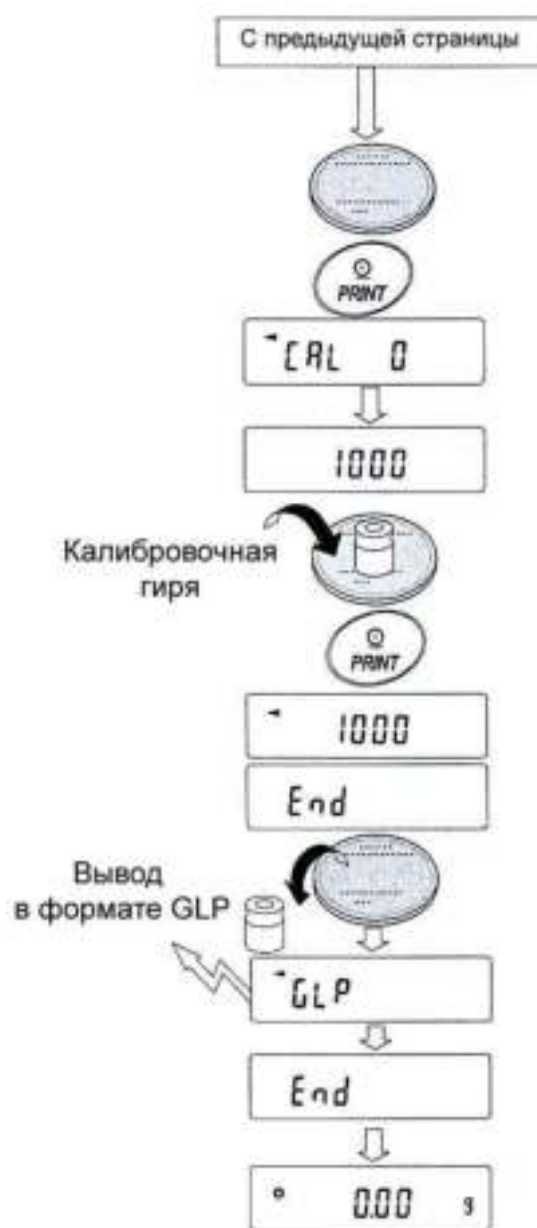 С предыдущей страницы
PRINT
CAL 0
1000
Калибровочная
гиря
PRINT
1000
End
Вывод
в формате GLP
GLP
End
0.00 g